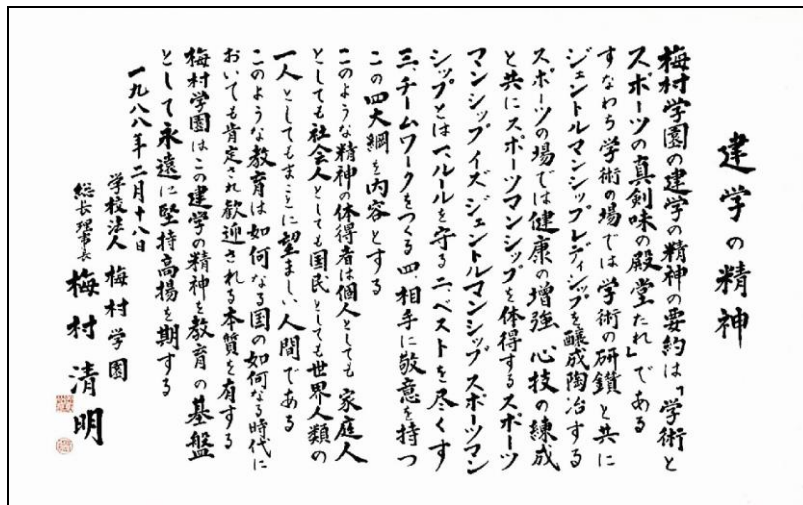 建学の精神
梅村学園の建学の精神の要約は「学術と
スポーツの真剣味の殿堂たれ」である
すなわち学術の場では学術の研鑽と共に
ジェントルマンシップレディシップを醸成陶冶する
スポーツの場では健康の増強 心技の練成
と共にスポーツマンシップを体得するスポーツ
マンシップイズジェントルマンシップスポーツマン
シップとは一、ルールを守る二、ベストを尽くす
三、チームワークをつくる四 相手に敬意を持つ
この四大綱を内容とする
このような精神の体得者は個人としても 家庭人
としても社会人としても国民としても世界人類の
一人としてもまことに望ましい人間である
このような教育は如何なる国の如何なる時代に
おいても肯定され歓迎される本質を有する
梅村学園はこの建学の精神を教育の基盤
として永遠に堅持高揚を期する
一九八八年二月十八日
学校法人 梅村学園
総長理事長 梅村清明